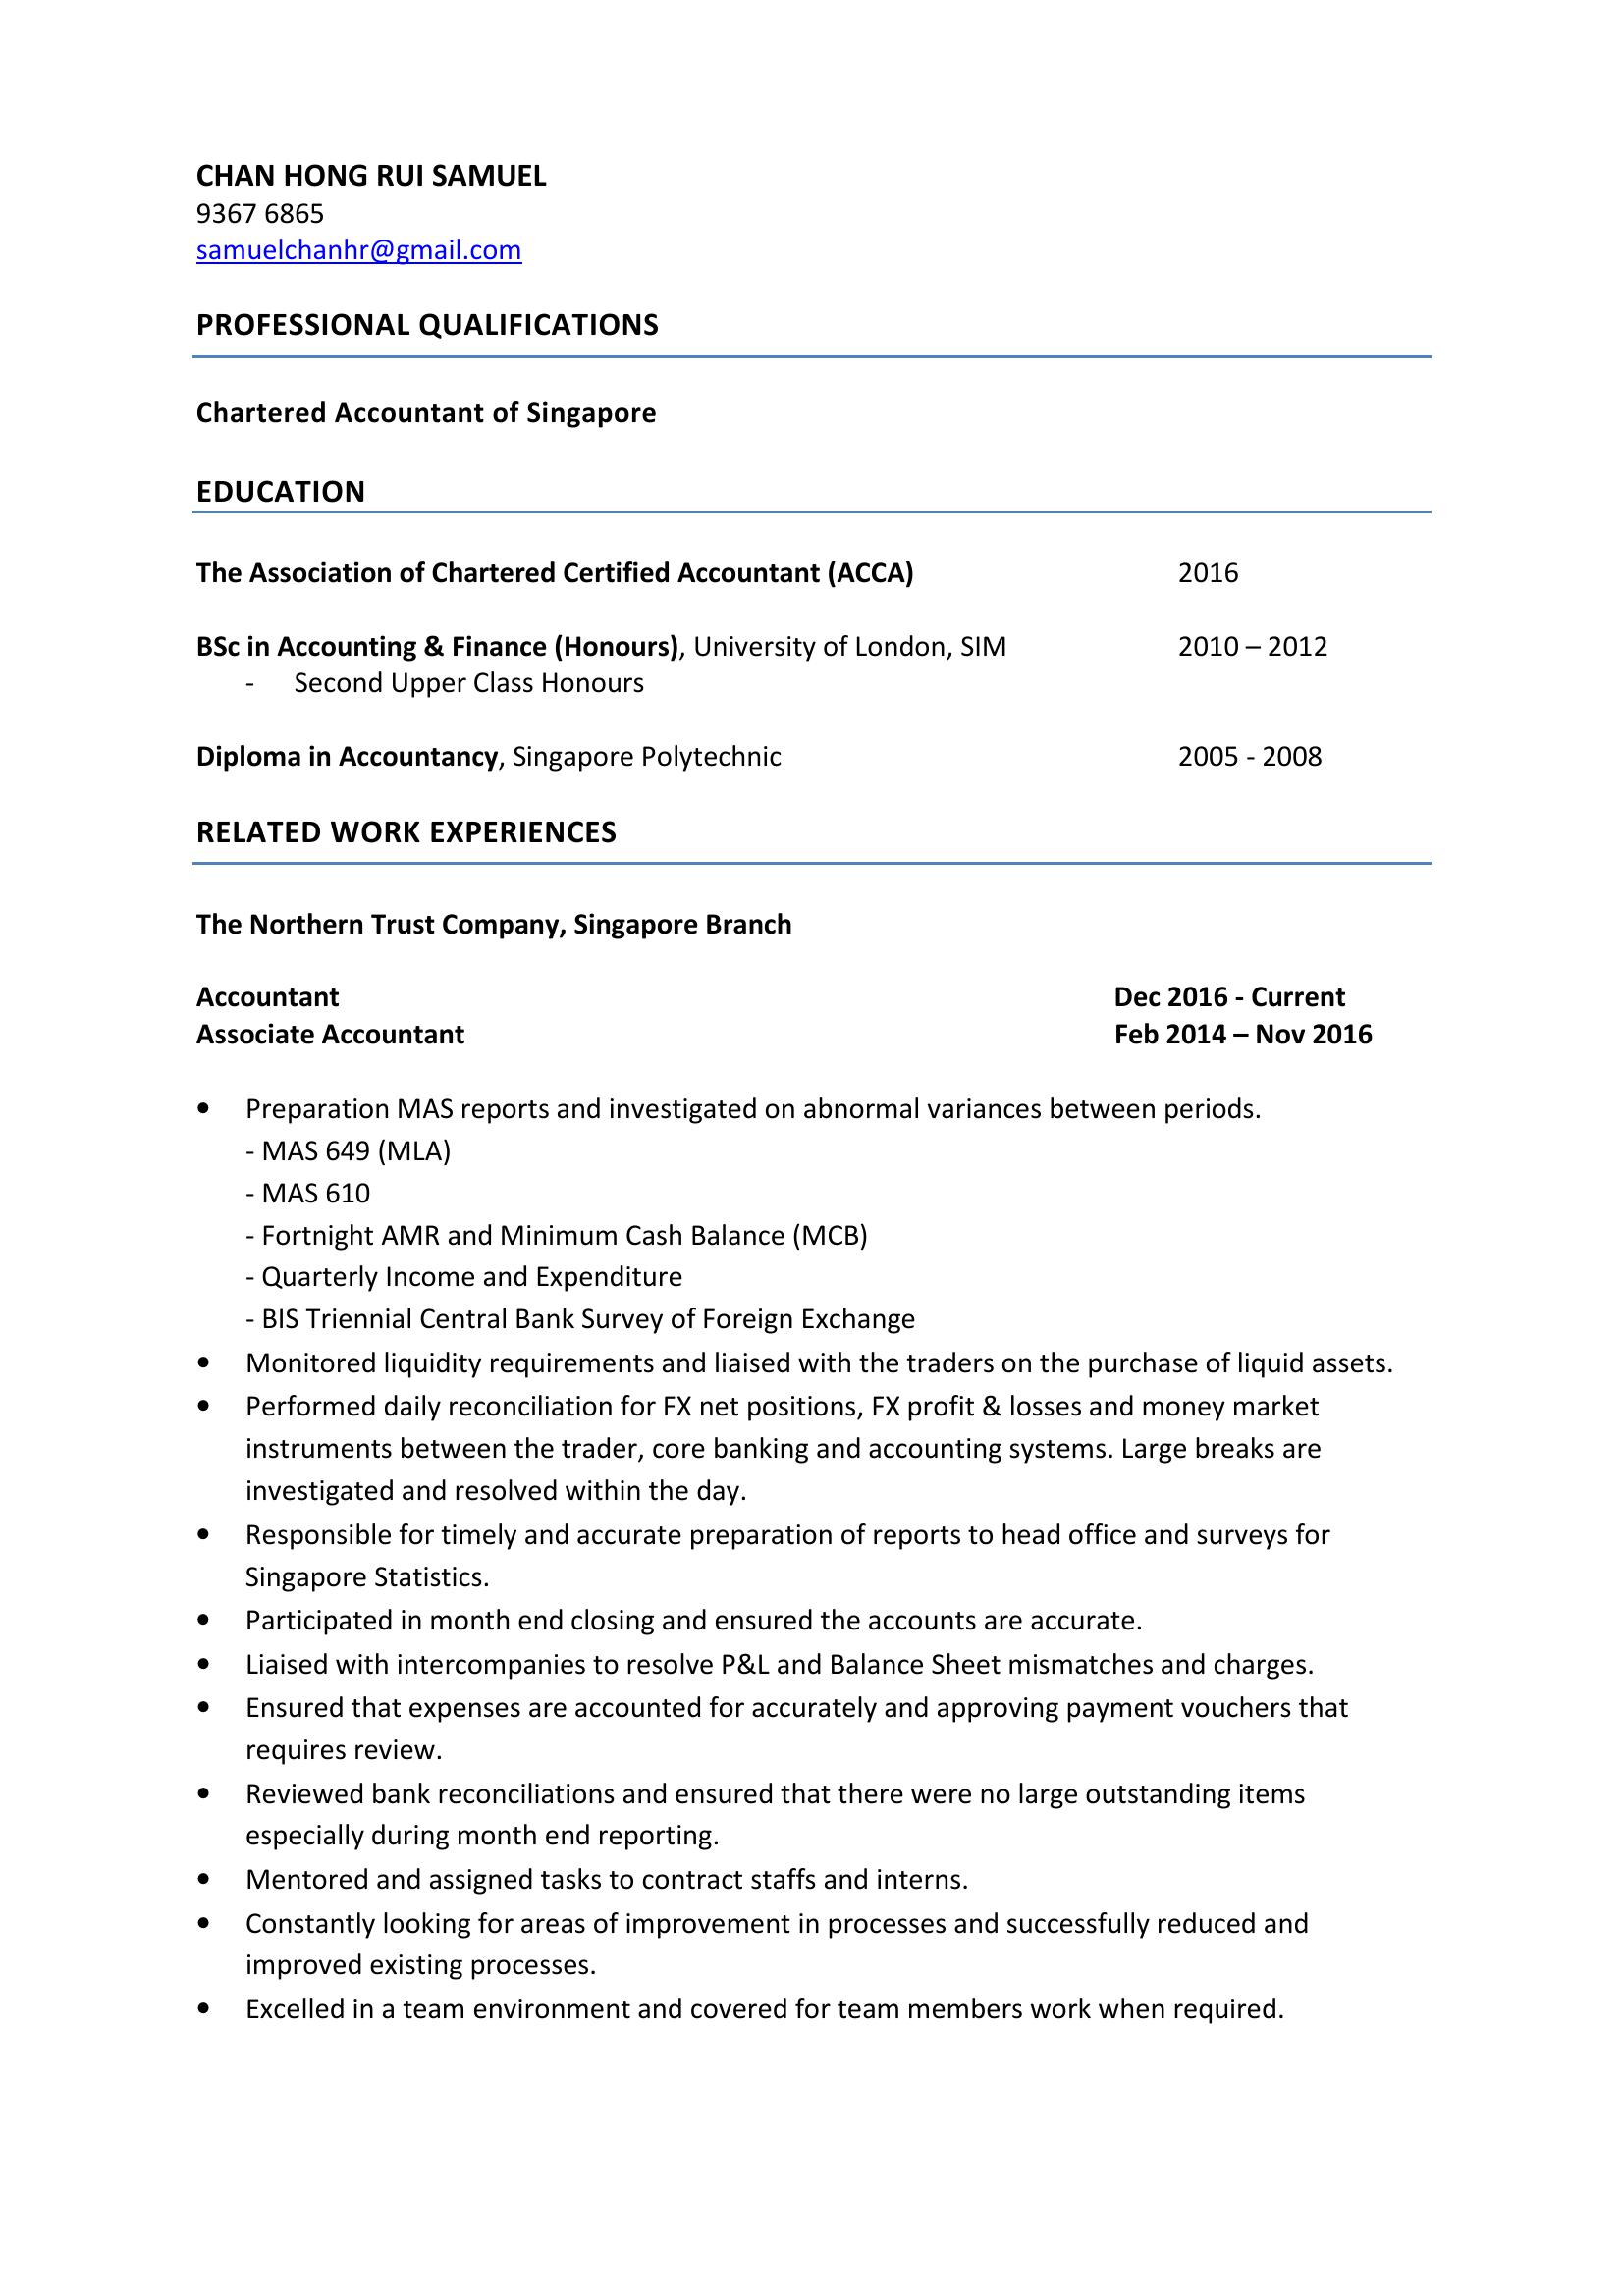 CHAN HONG RUI SAMUEL
9367 6865
samuelchanhr@gmail.com
PROFESSIONAL QUALIFICATIONS
Chartered Accountant of Singapore
EDUCATION
The Association of Chartered Certified Accountant (ACCA) 2016
BSc in Accounting & Finance (Honours), University of London, SIM 2010 – 2012
- Second Upper Class Honours
Diploma in Accountancy, Singapore Polytechnic 2005 - 2008
RELATED WORK EXPERIENCES
The Northern Trust Company, Singapore Branch
Accountant Dec 2016 - Current
Associate Accountant Feb 2014 – Nov 2016
• Preparation MAS reports and investigated on abnormal variances between periods.
- MAS 649 (MLA)
- MAS 610
- Fortnight AMR and Minimum Cash Balance (MCB)
- Quarterly Income and Expenditure
- BIS Triennial Central Bank Survey of Foreign Exchange
• Monitored liquidity requirements and liaised with the traders on the purchase of liquid assets.
• Performed daily reconciliation for FX net positions, FX profit & losses and money market
instruments between the trader, core banking and accounting systems. Large breaks are
investigated and resolved within the day.
• Responsible for timely and accurate preparation of reports to head office and surveys for
Singapore Statistics.
• Participated in month end closing and ensured the accounts are accurate.
• Liaised with intercompanies to resolve P&L and Balance Sheet mismatches and charges.
• Ensured that expenses are accounted for accurately and approving payment vouchers that
requires review.
• Reviewed bank reconciliations and ensured that there were no large outstanding items
especially during month end reporting.
• Mentored and assigned tasks to contract staffs and interns.
• Constantly looking for areas of improvement in processes and successfully reduced and
improved existing processes.
• Excelled in a team environment and covered for team members work when required.